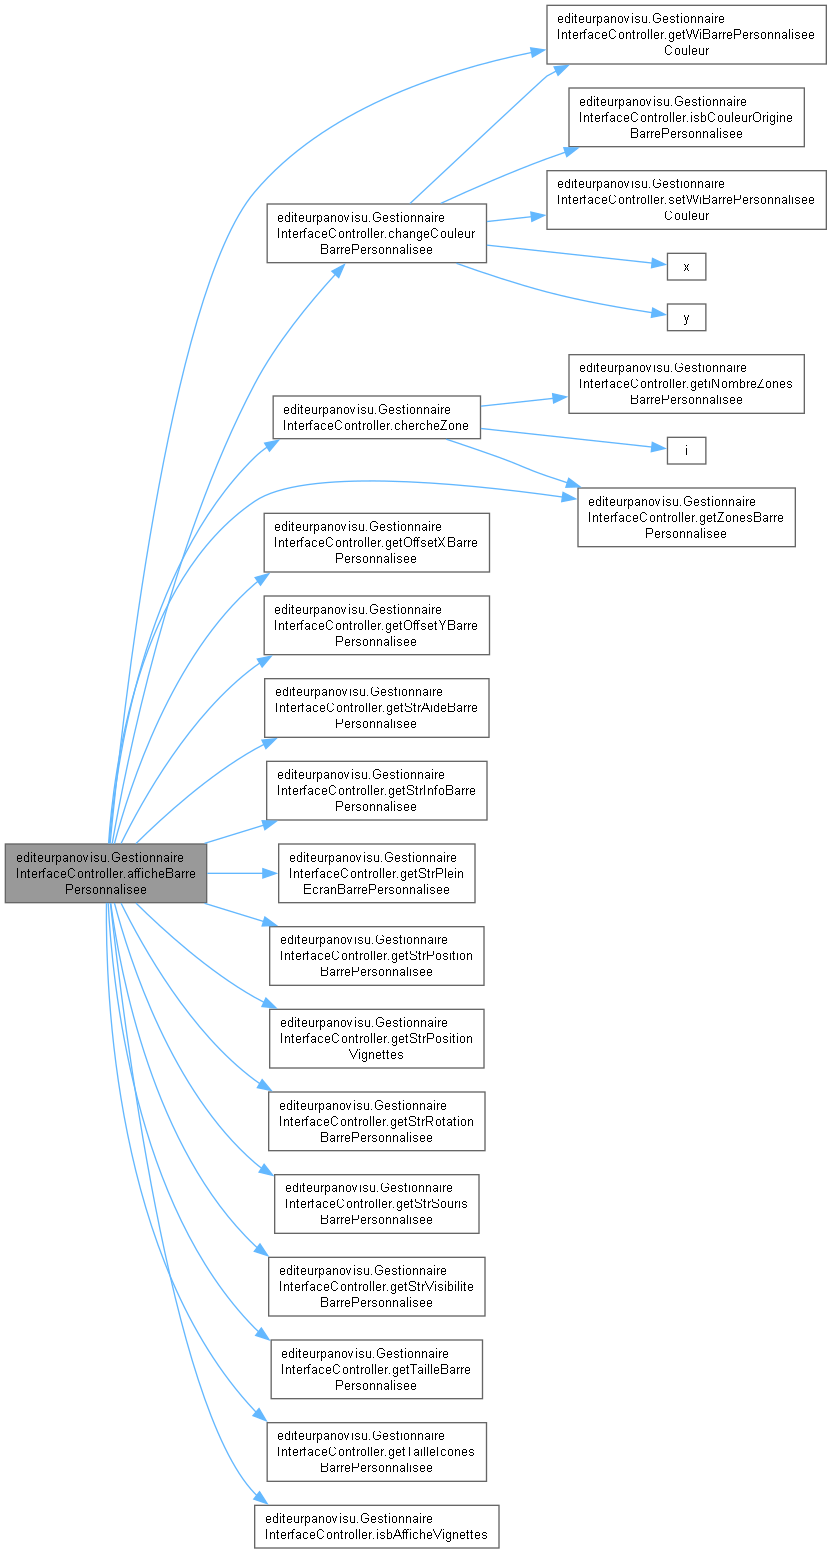 editeurpanovisu.Gestionnaire
InterfaceController.getWiBarrePersonnalisee
Couleur
editeurpanovisu.Gestionnaire
InterfaceController.isbCouleurOrigine
BarrePersonnalisee
editeurpanovisu.Gestionnaire
InterfaceController.setWiBarrePersonnalisee
Couleur
editeurpanovisu.Gestionnaire
InterfaceController.changeCouleur
BarrePersonnalisee
x
y
editeurpanovisu.Gestionnaire
InterfaceController.getiNombreZones
BarrePersonnalisee
editeurpanovisu.Gestionnaire
InterfaceController.chercheZone
i
editeurpanovisu.Gestionnaire
InterfaceController.getZonesBarre
Personnalisee
editeurpanovisu.Gestionnaire
InterfaceController.getOffsetXBarre
Personnalisee
editeurpanovisu.Gestionnaire
InterfaceController.getOffsetYBarre
Personnalisee
editeurpanovisu.Gestionnaire
InterfaceController.getStrAideBarre
Personnalisee
editeurpanovisu.Gestionnaire
InterfaceController.getStrInfoBarre
Personnalisee
editeurpanovisu.Gestionnaire
InterfaceController.afficheBarre
Personnalisee
editeurpanovisu.Gestionnaire
InterfaceController.getStrPlein
EcranBarrePersonnalisee
editeurpanovisu.Gestionnaire
InterfaceController.getStrPosition
BarrePersonnalisee
editeurpanovisu.Gestionnaire
InterfaceController.getStrPosition
Vignettes
editeurpanovisu.Gestionnaire
InterfaceController.getStrRotation
BarrePersonnalisee
editeurpanovisu.Gestionnaire
InterfaceController.getStrSouris
BarrePersonnalisee
editeurpanovisu.Gestionnaire
InterfaceController.getStrVisibilite
BarrePersonnalisee
editeurpanovisu.Gestionnaire
InterfaceController.getTailleBarre
Personnalisee
editeurpanovisu.Gestionnaire
InterfaceController.getTailleIcones
BarrePersonnalisee
editeurpanovisu.Gestionnaire
InterfaceController.isbAfficheVignettes